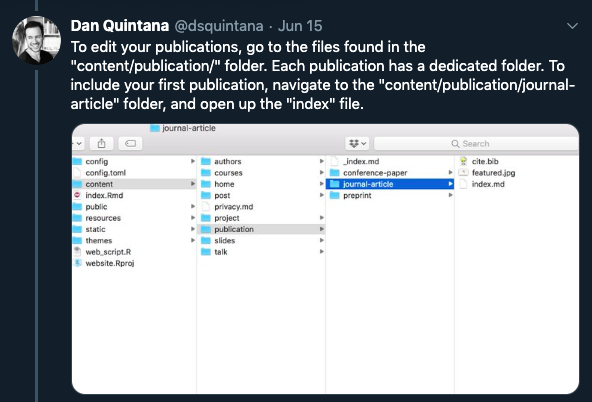 Dan Quintana @dsquintana · Jun 15
To edit your publications, go to the files found in the
"content/publication/" folder. Each publication has a dedicated folder. To
include your first publication, navigate to the "content/publication/journal-
article" folder, and open up the "index" file.
journal-article
Search
config
config.toml
content
index.Rmd
public
resources
static
themes
web_script.R
website.Rproj
authors
courses
home
post
privacy.md
project
publication
slides
talk
_index.md
conference-paper
journal-article
preprint
cite.bib
featured.jpg
index.md